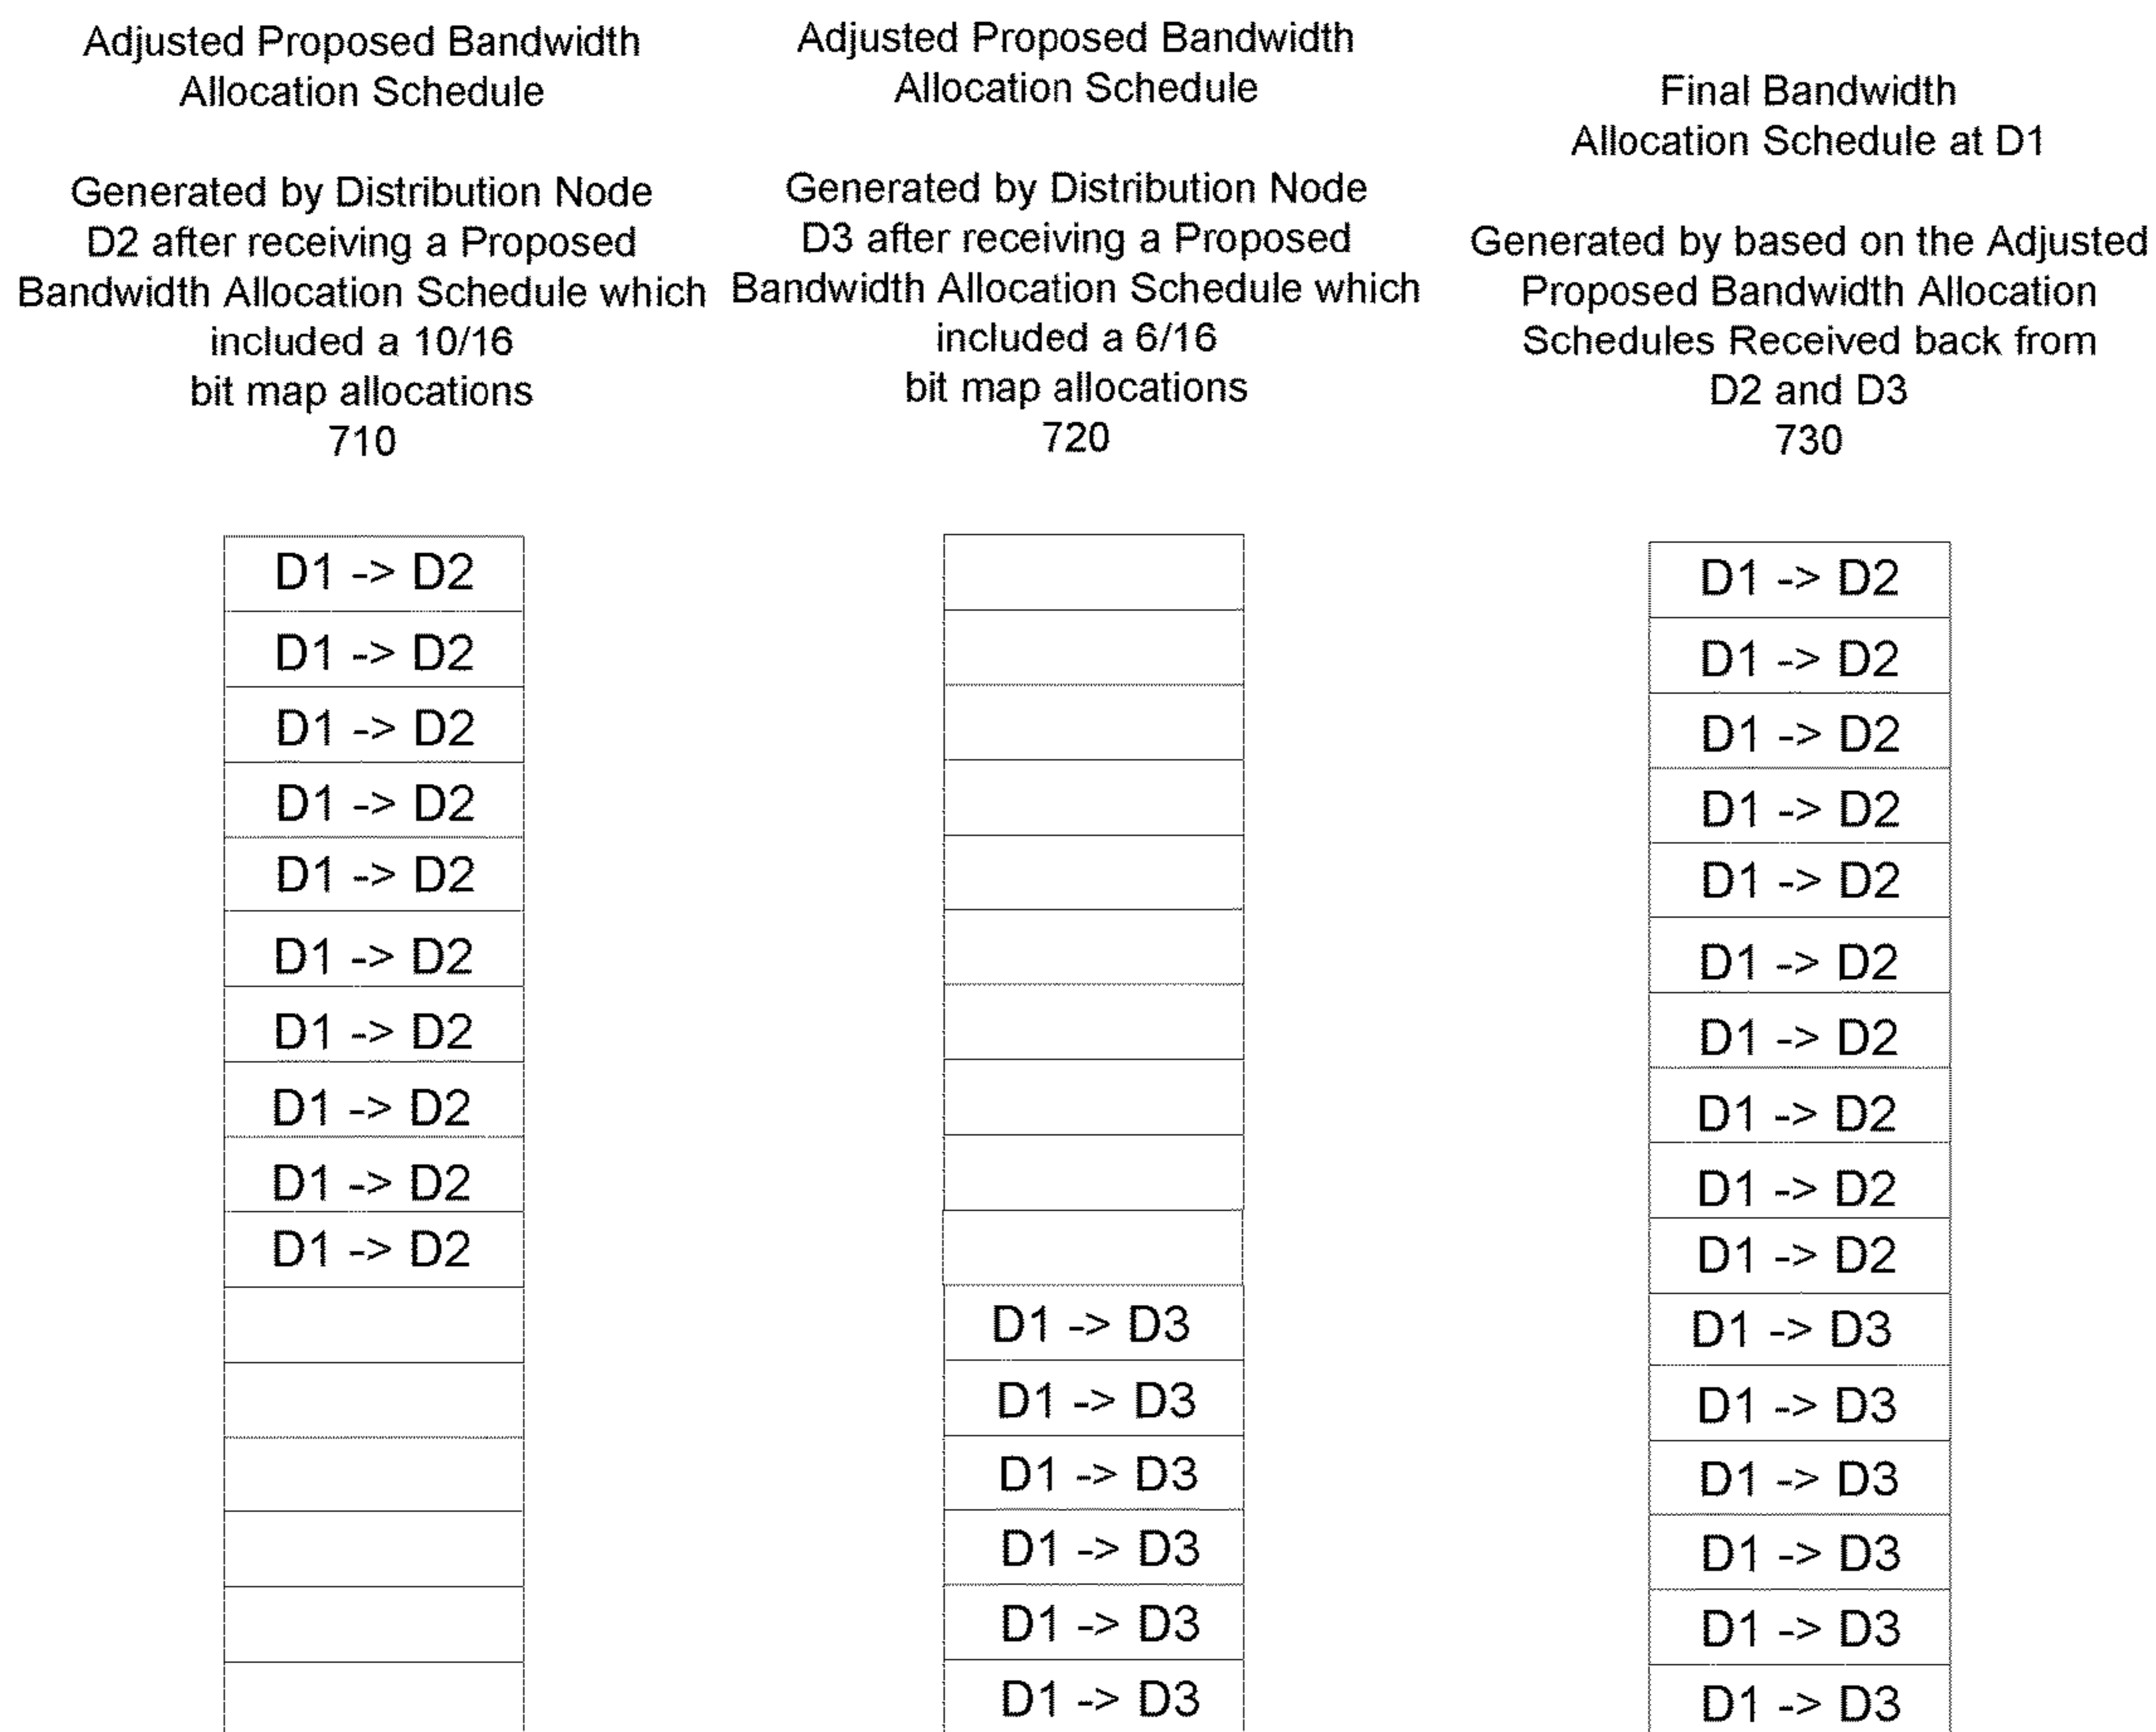 Adjusted Proposed Bandwidth
Allocation Schedule
Generated by Distribution Node
D2 after receiving a Proposed
Bandwidth Allocation Schedule which
included a 10/16
bit map allocations
710
D1 -> D2
D1 -> D2
D1 -> D2
D1 -> D2
D1 -> D2
D1 -> D2
D1 -> D2
D1 -> D2
D1 -> D2
D1 -> D2
Adjusted Proposed Bandwidth
Allocation Schedule
Generated by Distribution Node
D3 after receiving a Proposed
Bandwidth Allocation Schedule which
included a 6/16
bit map allocations
720
D1 -> D3
D1 -> D3
D1 -> D3
D1 -> D3
D1 -> D3
D1 -> D3
Final Bandwidth
Allocation Schedule at D1
Generated by based on the Adjusted
Proposed Bandwidth Allocation
Schedules Received back from
D2 and D3
730
D1 -> D2
D1 -> D2
D1 -> D2
D1 -> D2
D1 -> D2
D1 -> D2
D1 -> D2
D1 -> D2
D1 -> D2
D1 -> D2
D1 -> D3
D1 -> D3
D1 -> D3
D1 -> D3
D1 -> D3
D1 -> D3